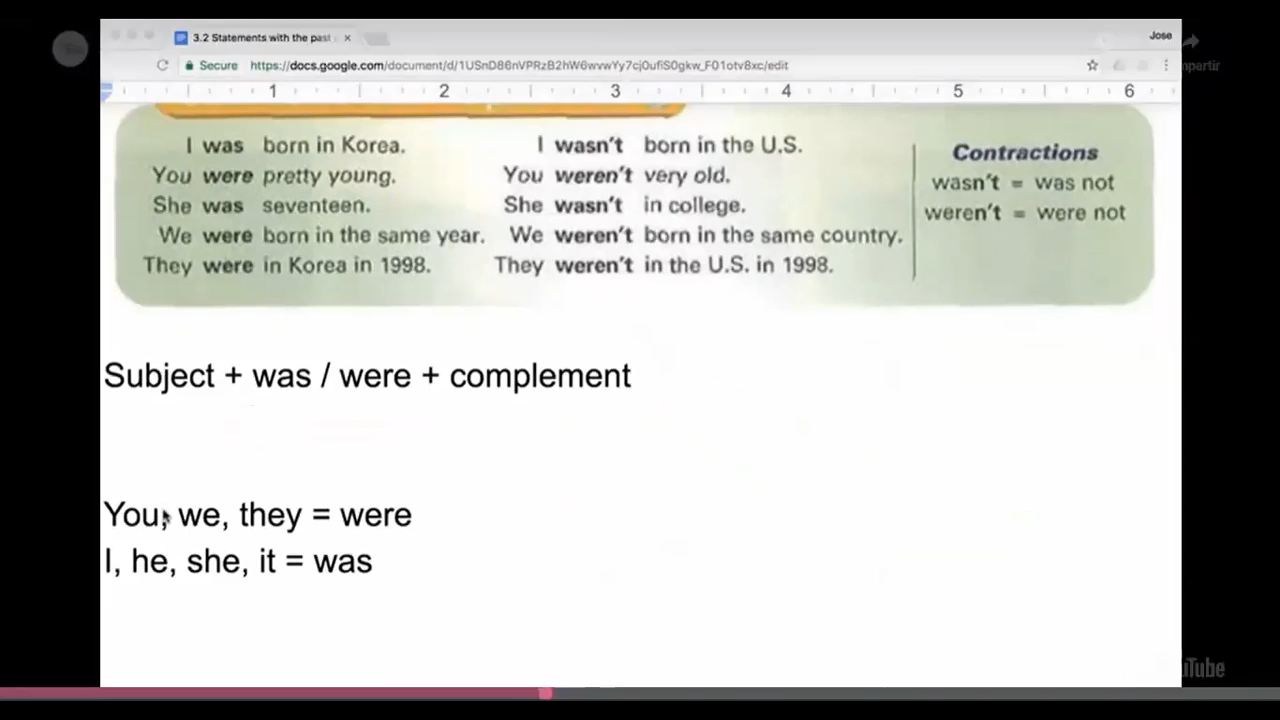 3.2 Statements with the past
Jose
Secure https://docs.google.com/document/d/1USnD86nVPRzB2hW6wvwYy7cj0ufiS0gkw_F01otv8xc/edit
mpartir
1 2 3 4 5 6
I was born in Korea. I wasn't born in the U.S. Contractions
You were pretty young. You weren't very old. wasn't = was not
She was seventeen. She wasn't in college. weren't = were not
We were born in the same year. We weren't born in the same country.
They were in Korea in 1998. They weren't in the U.S. in 1998.
Subject + was / were + complement
You, we, they = were
I, he, she, it = was
uTube